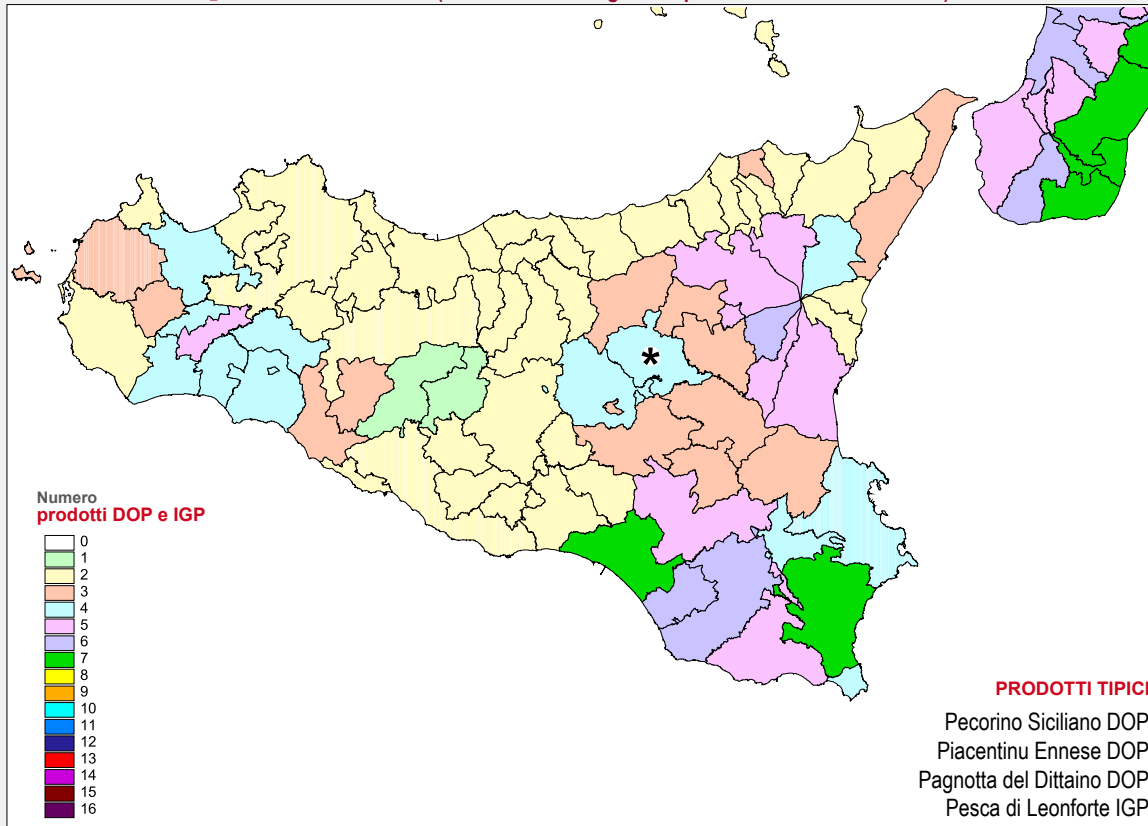 Numero
prodotti DOP e IGP
0
1
2
3
4
5
6
7
8
9
10
11
12
13
14
15
16
*
PRODOTTI TIPICI
Pecorino Siciliano DOP
Piacentinu Ennese DOP
Pagnotta del Dittaino DOP
Pesca di Leonforte IGP